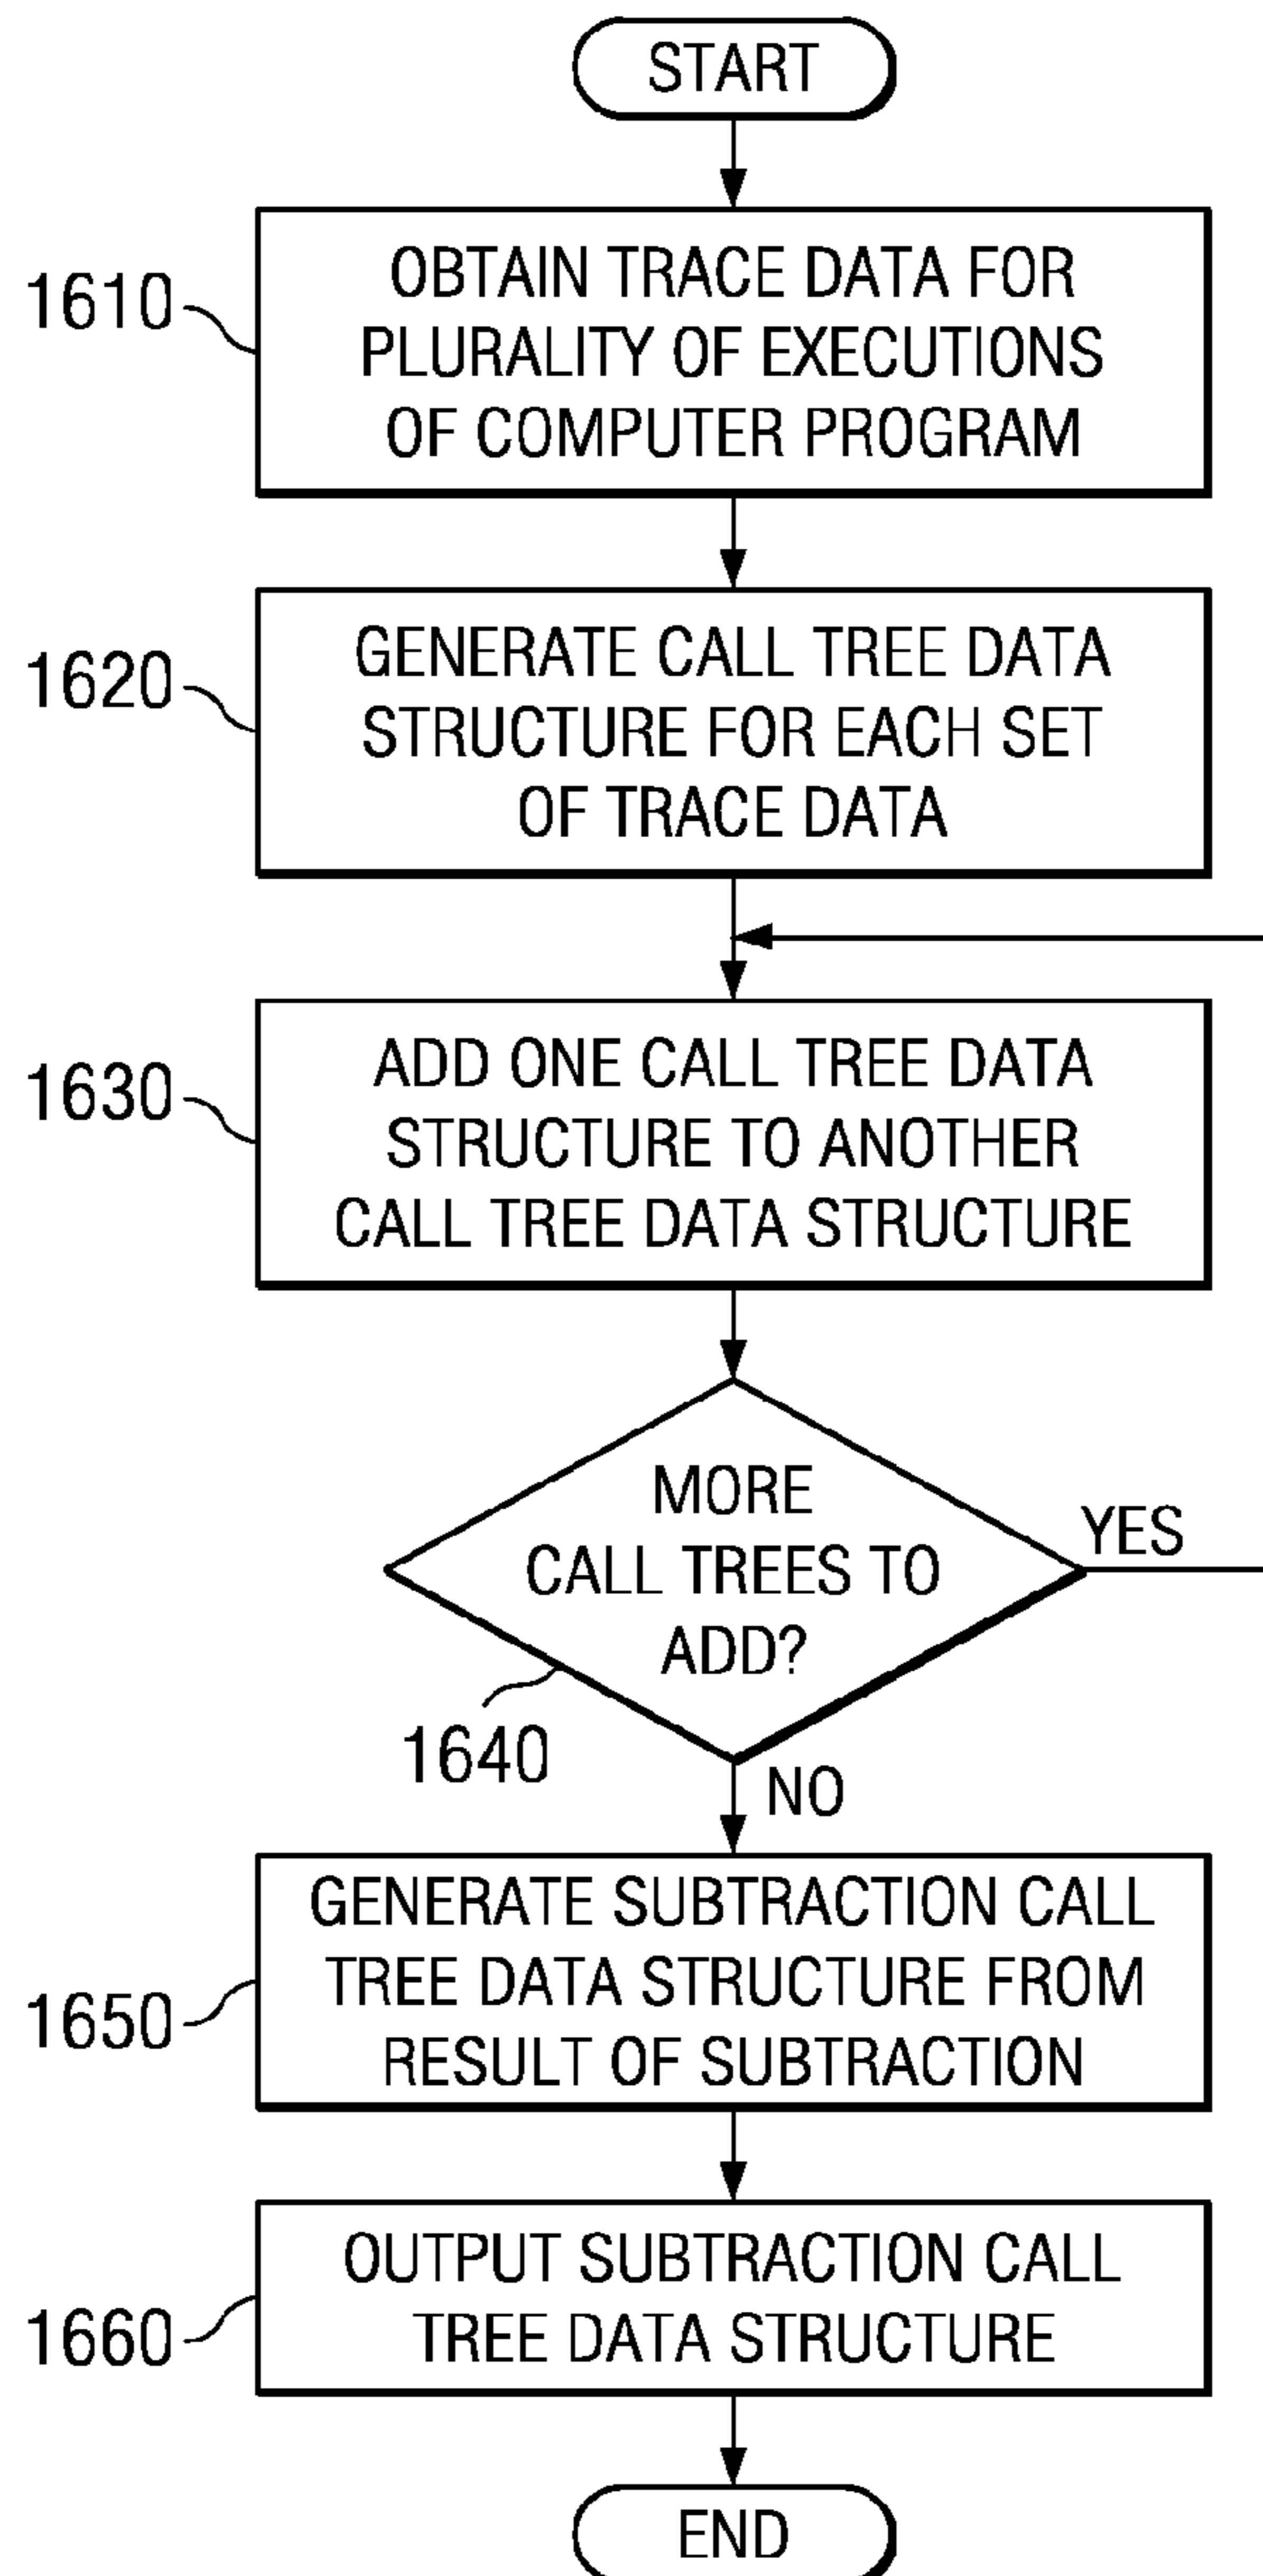 START
1610
OBTAIN TRACE DATA FOR
PLURALITY OF EXECUTIONS
OF COMPUTER PROGRAM
1620
GENERATE CALL TREE DATA
STRUCTURE FOR EACH SET
OF TRACE DATA
1630
ADD ONE CALL TREE DATA
STRUCTURE TO ANOTHER
CALL TREE DATA STRUCTURE
MORE
CALL TREES TO
ADD?
YES
1640
NO
1650
GENERATE SUBTRACTION CALL
TREE DATA STRUCTURE FROM
RESULT OF SUBTRACTION
1660
OUTPUT SUBTRACTION CALL
TREE DATA STRUCTURE
END